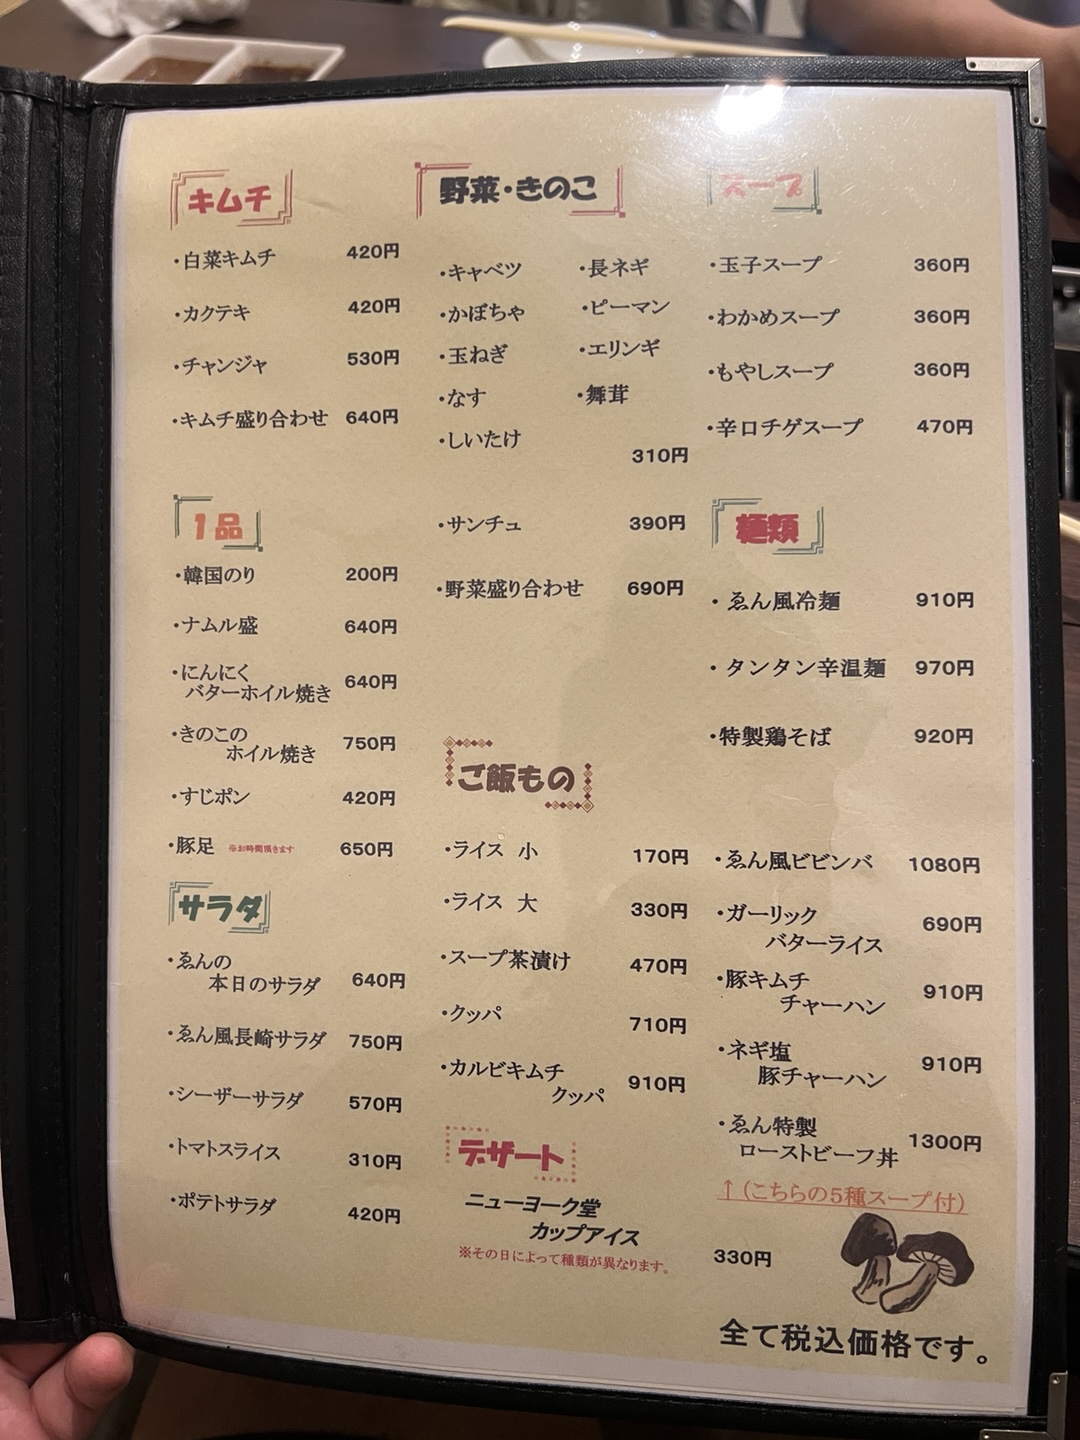 キムチ
・白菜キムチ 420円
・カクテキ 420円
・チャンジャ 530円
・キムチ盛り合わせ 640円
1品
・韓国のり 200円
・ナムル盛 640円
・にんにく
バターホイル焼き 640円
・きのこの
ホイル焼き 750円
・すじポン 420円
・豚足 ※お時間頂きます 650円
サラダ
・ゑんの
本日のサラダ 640円
・ゑん風長崎サラダ 750円
・シーザーサラダ 570円
・トマトスライス 310円
・ポテトサラダ 420円
野菜・きのこ
・キャベツ ・長ネギ
・かぼちゃ ・ピーマン
・玉ねぎ ・エリンギ
・なす ・舞茸
・しいたけ
310円
・サンチュ 390円
・野菜盛り合わせ 690円
スープ
・玉子スープ 360円
・わかめスープ 360円
・もやしスープ 360円
・辛口チゲスープ 470円
麺類
・ゑん風冷麺 910円
・タンタン辛温麺 970円
・特製鶏そば 920円
ご飯もの
・ライス 小 170円
・ライス 大 330円
・スープ茶漬け 470円
・クッパ 710円
・カルビキムチ
クッパ 910円
・ゑん風ビビンバ 1080円
・ガーリック
バターライス 690円
・豚キムチ
チャーハン 910円
・ネギ塩
豚チャーハン 910円
・ゑん特製
ローストビーフ丼 1300円
↑(こちらの5種スープ付)
デザート
ニューヨーク堂
カップアイス
※その日によって種類が異なります。 330円
全て税込価格です。